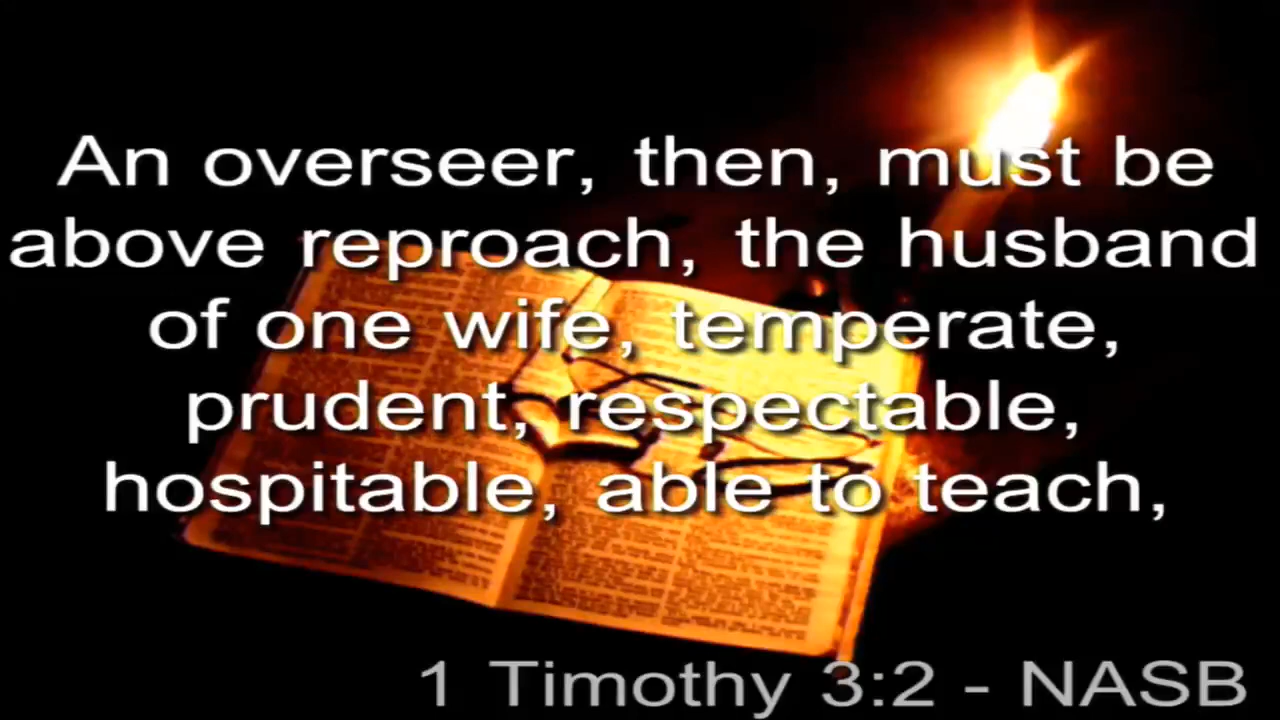 An overseer, then, must be
above reproach, the husband
of one wife, temperate,
prudent, respectable,
hospitable, able to teach,
1 Timothy 3:2 - NASB